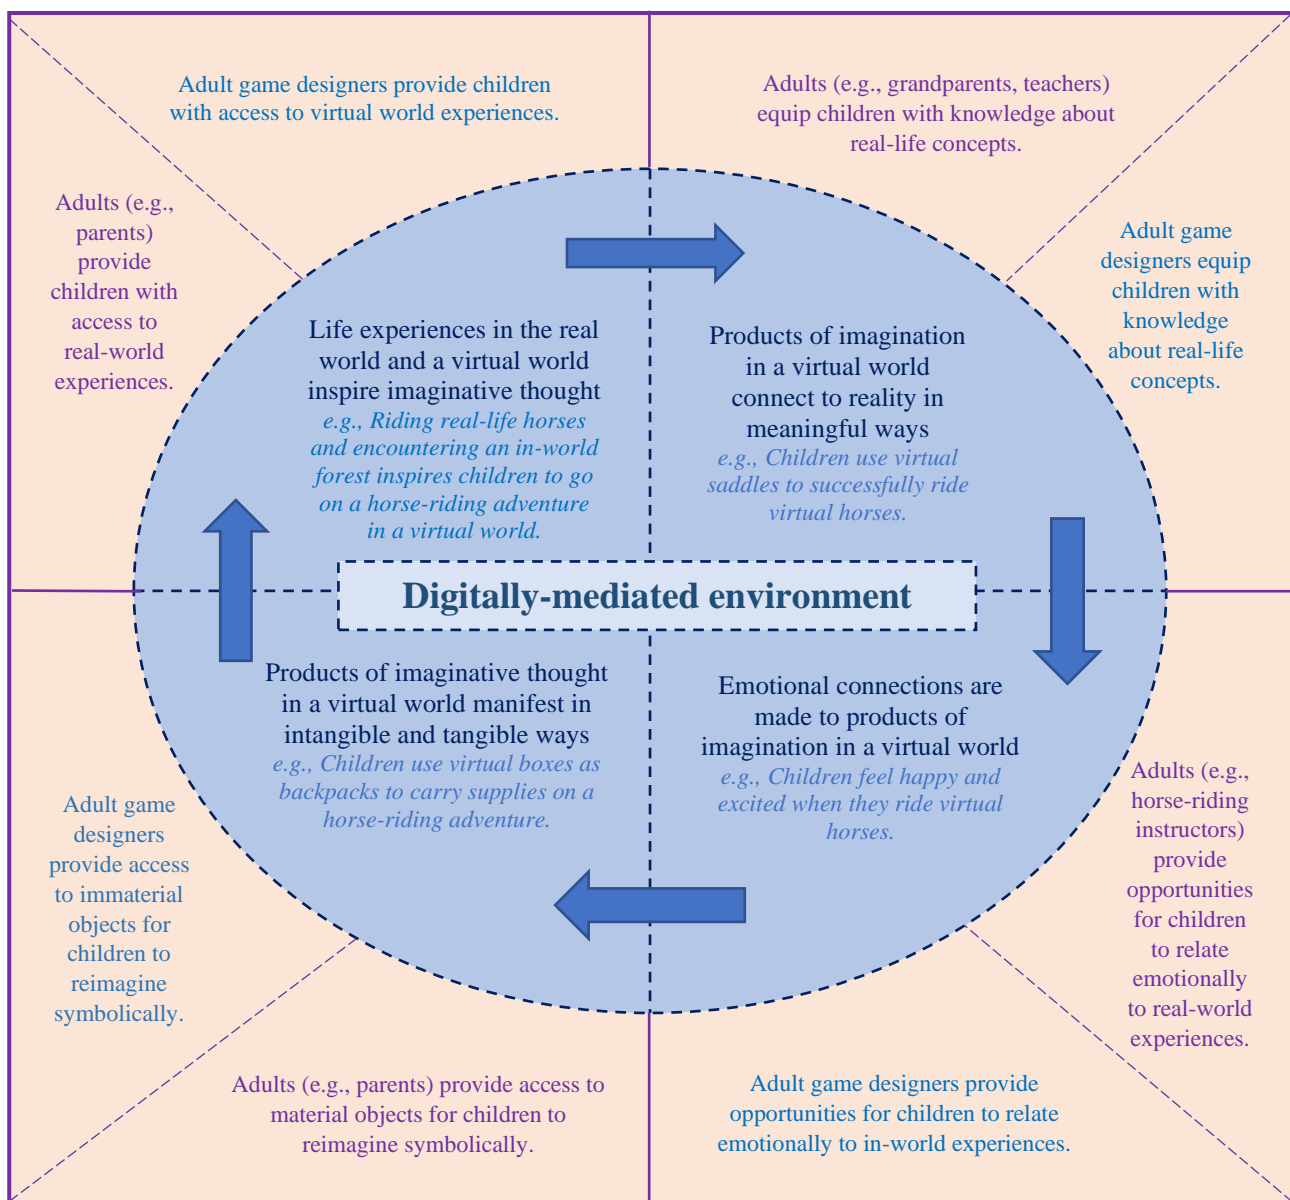 Adult game designers provide children
with access to virtual world experiences.
Adults (e.g., grandparents, teachers)
equip children with knowledge about
real-life concepts.
Adults (e.g.,
parents)
provide
children with
access to
real-world
experiences.
Adult game
designers equip
children with
knowledge
about real-life
concepts.
Life experiences in the real
world and a virtual world
inspire imaginative thought
e.g., Riding real-life horses
and encountering an in-world
forest inspires children to go
on a horse-riding adventure
in a virtual world.
Products of imagination
in a virtual world
connect to reality in
meaningful ways
e.g., Children use virtual
saddles to successfully ride
virtual horses.
Digitally-mediated environment
Products of imaginative thought
in a virtual world manifest in
intangible and tangible ways
e.g., Children use virtual boxes as
backpacks to carry supplies on a
horse-riding adventure.
Emotional connections are
made to products of
imagination in a virtual world
e.g., Children feel happy and
excited when they ride virtual
horses.
Adult game
designers
provide access
to immaterial
objects for
children to
reimagine
symbolically.
Adults (e.g.,
horse-riding
instructors)
provide
opportunities
for children
to relate
emotionally
to real-world
experiences.
Adults (e.g., parents) provide access to
material objects for children to
reimagine symbolically.
Adult game designers provide
opportunities for children to relate
emotionally to in-world experiences.